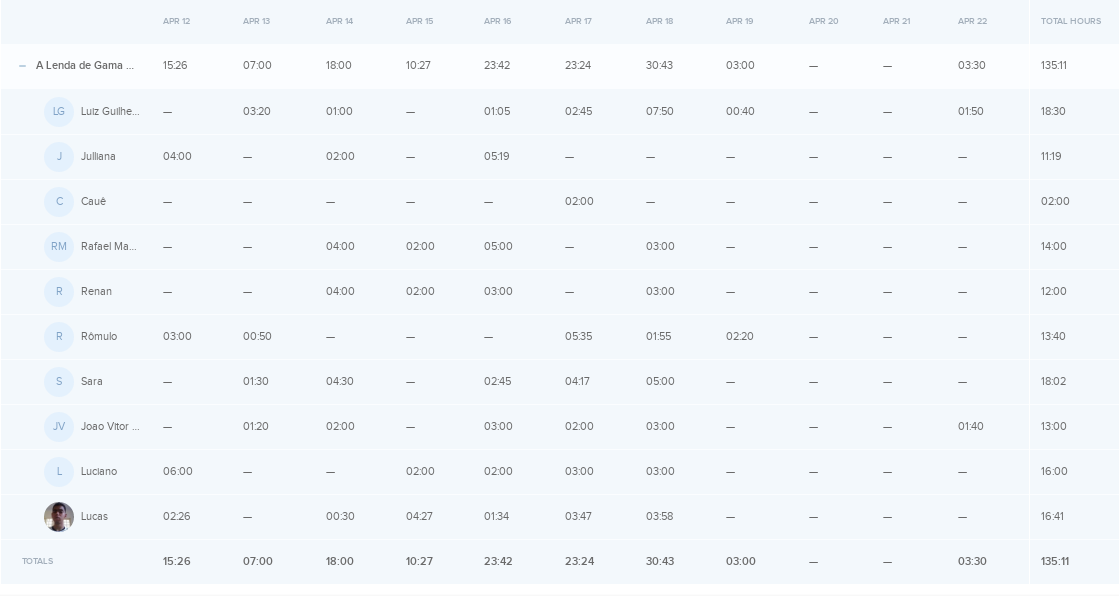 APR 12 APR 13 APR 14 APR 15 APR 16 APR 17 APR 18 APR 19 APR 20 APR 21 APR 22 TOTAL HOURS
– A Lenda de Gama ... 15:26 07:00 18:00 10:27 23:42 23:24 30:43 03:00 — — 03:30 135:11
LG Luiz Guilhe... — 03:20 01:00 — 01:05 02:45 07:50 00:40 — — 01:50 18:30
J Julliana 04:00 — 02:00 — 05:19 — — — — — — 11:19
C Cauê — — — — — 02:00 — — — — — 02:00
RM Rafael Ma... — — 04:00 02:00 05:00 — 03:00 — — — — 14:00
R Renan — — 04:00 02:00 03:00 — 03:00 — — — — 12:00
R Rômulo 03:00 00:50 — — — 05:35 01:55 02:20 — — — 13:40
S Sara — 01:30 04:30 — 02:45 04:17 05:00 — — — — 18:02
JV Joao Vitor ... — 01:20 02:00 — 03:00 02:00 03:00 — — — 01:40 13:00
L Luciano 06:00 — — 02:00 02:00 03:00 03:00 — — — — 16:00
Lucas 02:26 — 00:30 04:27 01:34 03:47 03:58 — — — — 16:41
TOTALS 15:26 07:00 18:00 10:27 23:42 23:24 30:43 03:00 — — 03:30 135:11